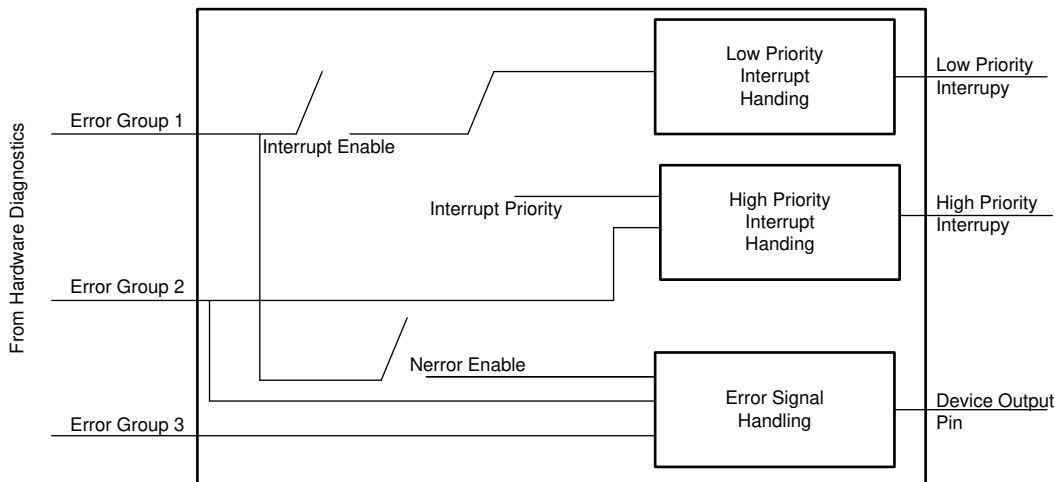 Low Priority
Interrupt
Handing
Low Priority
Interrupy
Error Group 1
Interrupt Enable
From Hardware Diagnostics
Interrupt Priority
High Priority
Interrupt
Handing
High Priority
Interrupy
Error Group 2
Nerror Enable
Error Signal
Handling
Device Output
Pin
Error Group 3